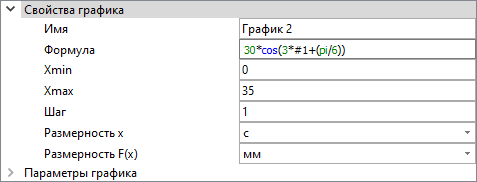 Свойства графика
Имя График 2
Формула 30*cos(3*#1+(pi/6))
Xmin 0
Xmax 35
Шаг 1
Размерность x с
Размерность F(x) мм
Параметры графика